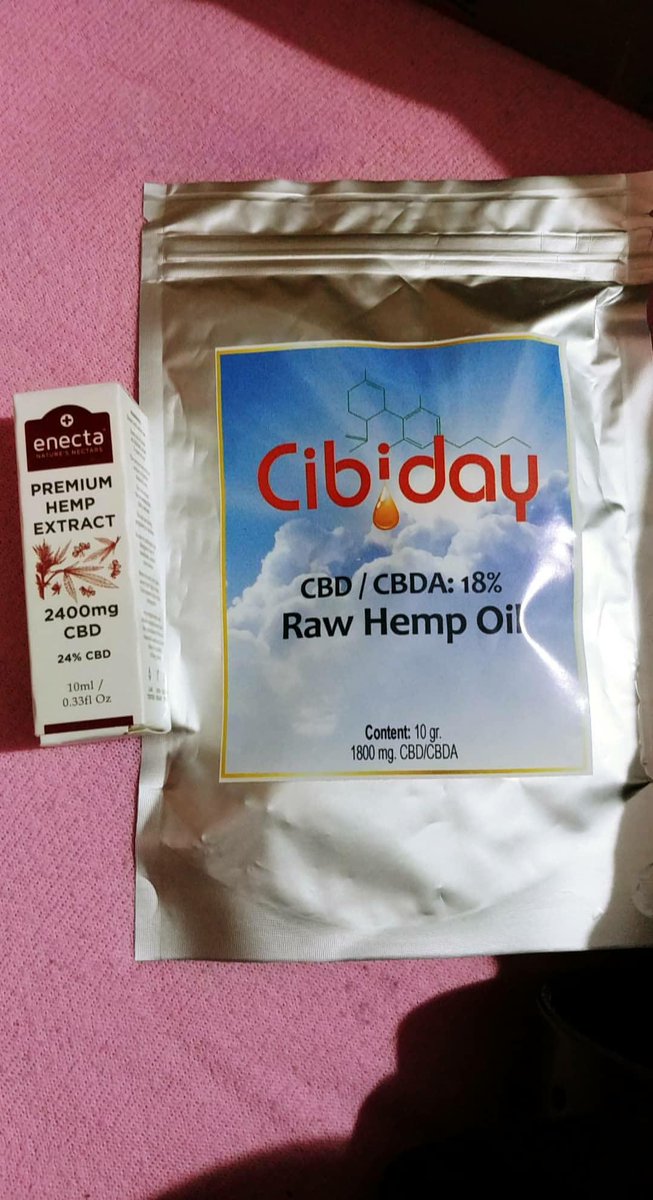 enecta
NATURE'S NECTARS
PREMIUM
HEMP
EXTRACT
2400mg
CBD
24% CBD
10ml /
0.33fl Oz
Cibiday
CBD / CBDA: 18%
Raw Hemp Oil
Content: 10 gr.
1800 mg. CBD/CBDA